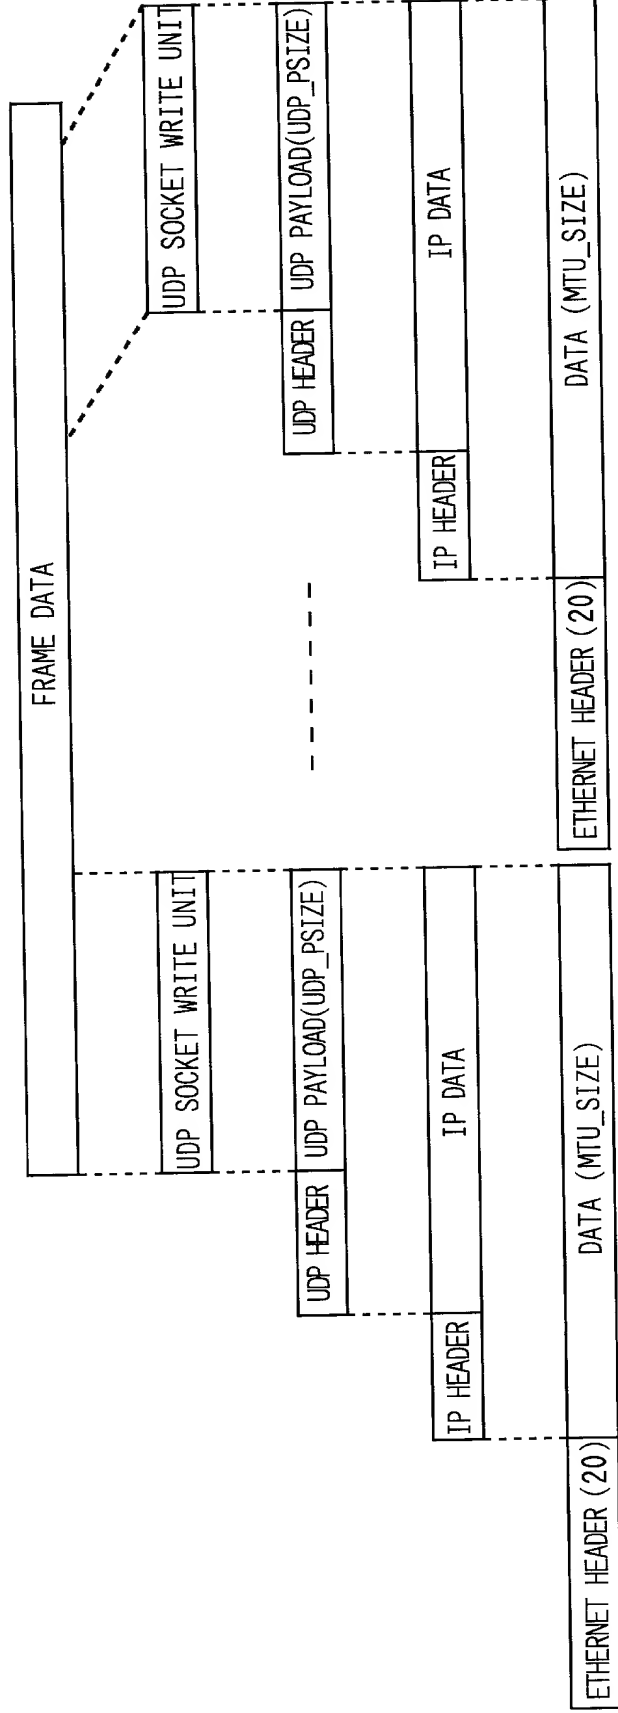 FRAME DATA
UDP SOCKET WRITE UNIT
UDP SOCKET WRITE UNIT
UDP HEADER
UDP PAYLOAD(UDP_PSIZE)
UDP HEADER
UDP PAYLOAD(UDP_PSIZE)
IP HEADER
IP DATA
IP HEADER
IP DATA
ETHERNET HEADER (20)
DATA (MTU_SIZE)
ETHERNET HEADER (20)
DATA (MTU_SIZE)